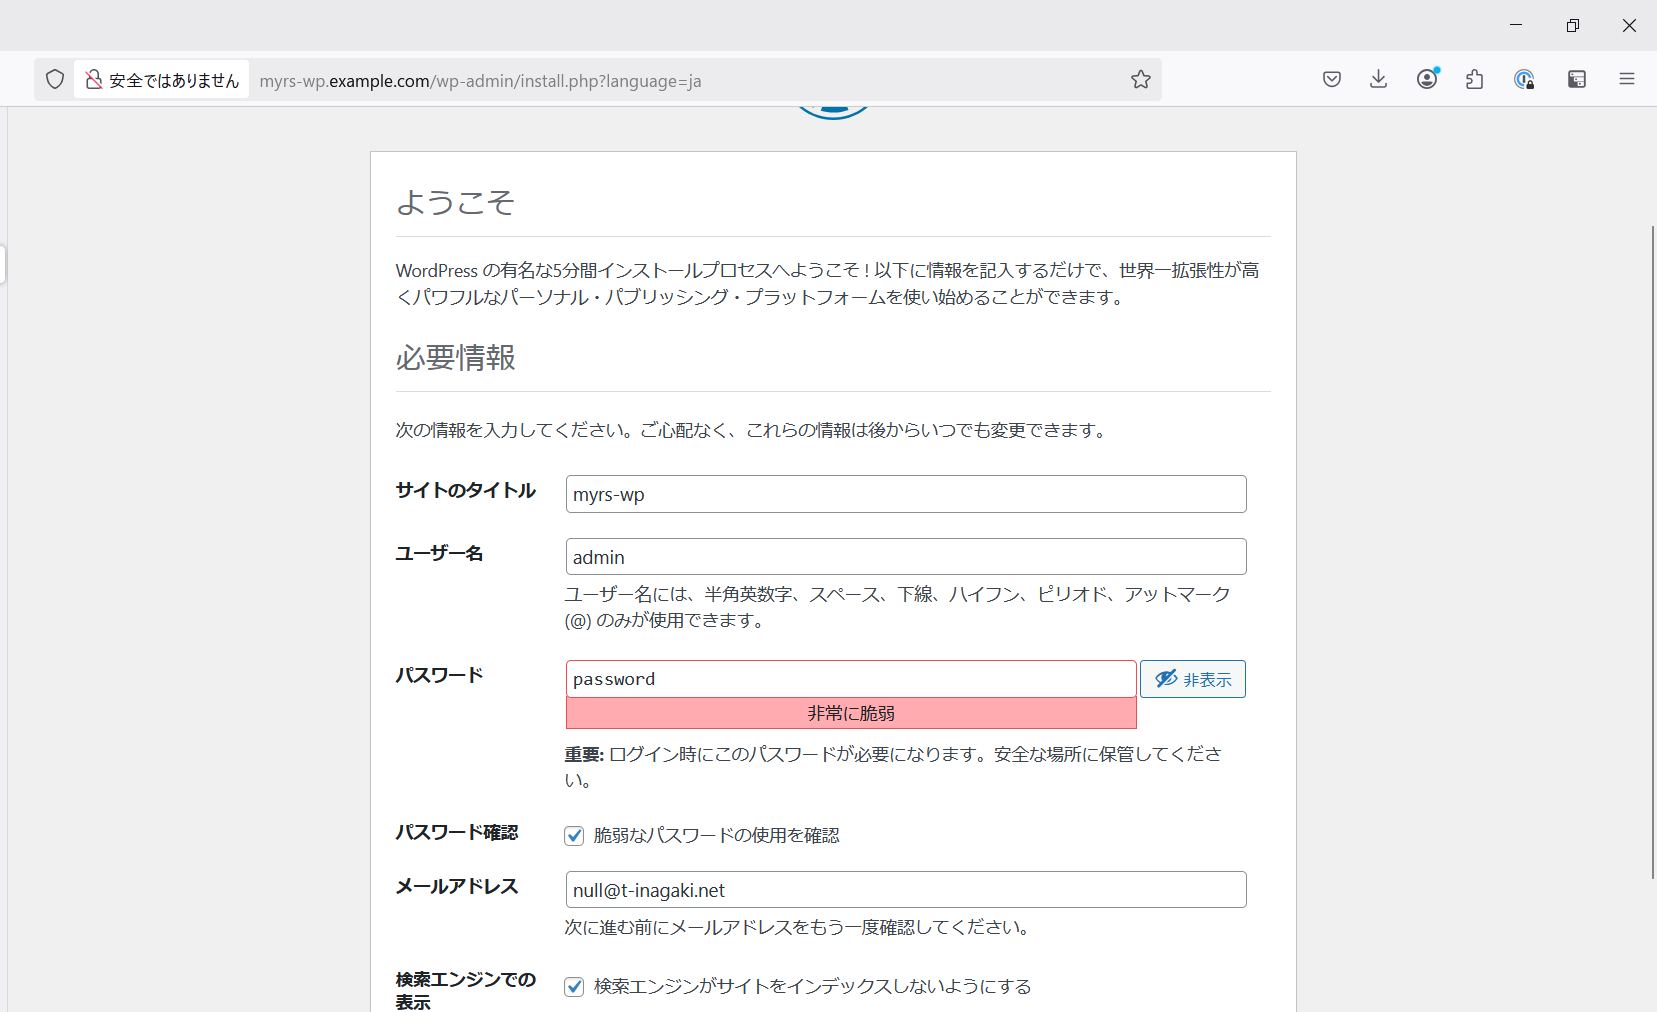 安全ではありません myrs-wp.example.com/wp-admin/install.php?language=ja
ようこそ
WordPress の有名な5分間インストールプロセスへようこそ ! 以下に情報を記入するだけで、世界一拡張性が高
くパワフルなパーソナル・パブリッシング・プラットフォームを使い始めることができます。
必要情報
次の情報を入力してください。ご心配なく、これらの情報は後からいつでも変更できます。
サイトのタイトル myrs-wp
ユーザー名 admin
ユーザー名には、半角英数字、スペース、下線、ハイフン、ピリオド、アットマーク
(@) のみが使用できます。
パスワード password 非表示
非常に脆弱
重要: ログイン時にこのパスワードが必要になります。安全な場所に保管してくださ
い。
パスワード確認 脆弱なパスワードの使用を確認
メールアドレス null@t-inagaki.net
次に進む前にメールアドレスをもう一度確認してください。
検索エンジンでの
表示
検索エンジンがサイトをインデックスしないようにする